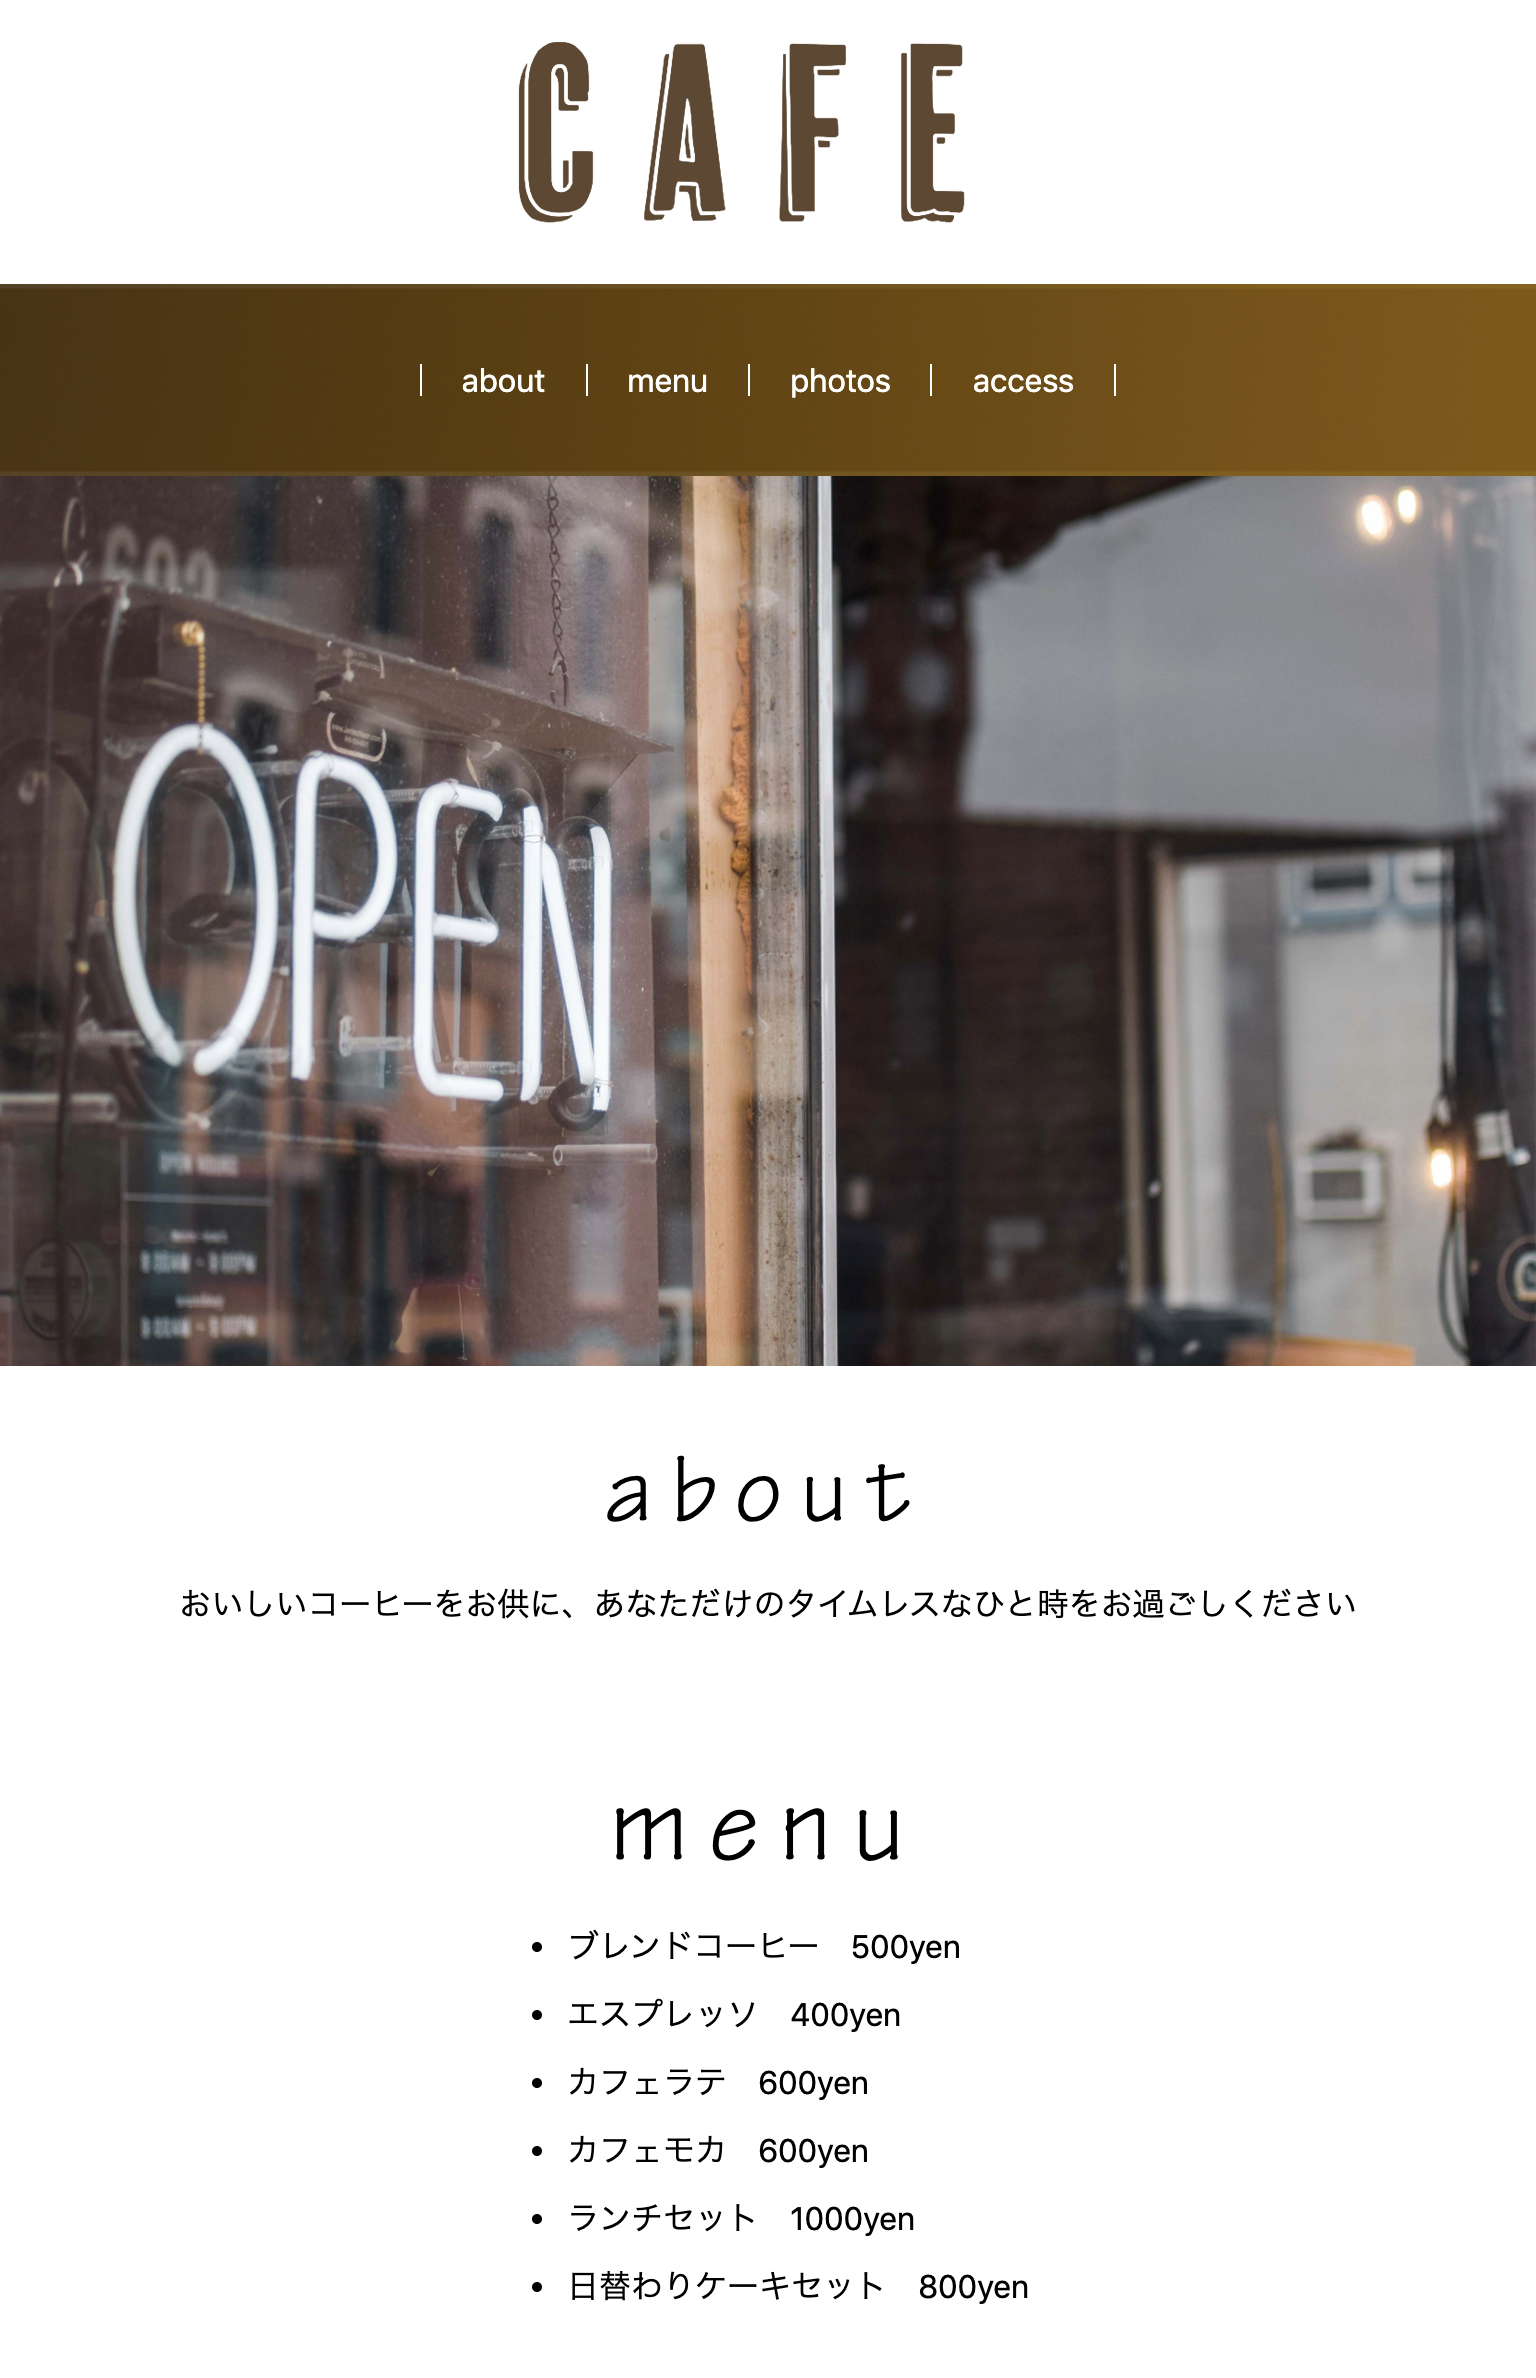 CAFE
about
menu
photos
access
603
OPEN
OPEN HOURS
about
おいしいコーヒーをお供に、あなただけのタイムレスなひと時をお過ごしください
menu
ブレンドコーヒー　500yen
エスプレッソ　400yen
カフェラテ　600yen
カフェモカ　600yen
ランチセット　1000yen
日替わりケーキセット　800yen